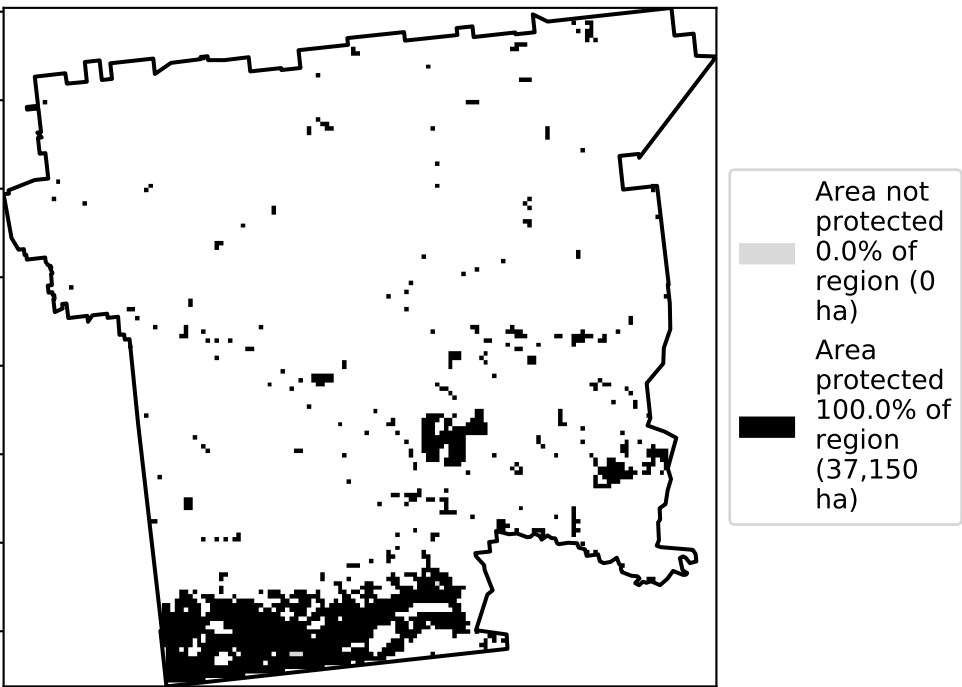 Area not
protected
0.0% of
region (0
ha)
Area
protected
100.0% of
region
(37,150
ha)